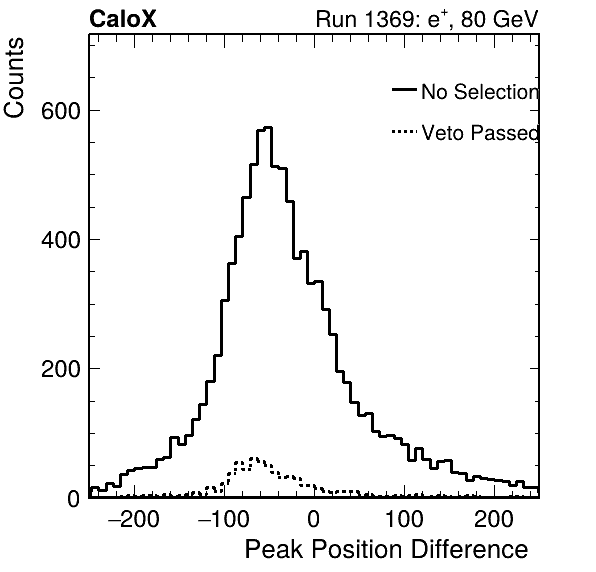 CaloX Run 1369: e⁺, 80 GeV
Counts
No Selection
Veto Passed
600
400
200
0
−200 −100 0 100 200
Peak Position Difference